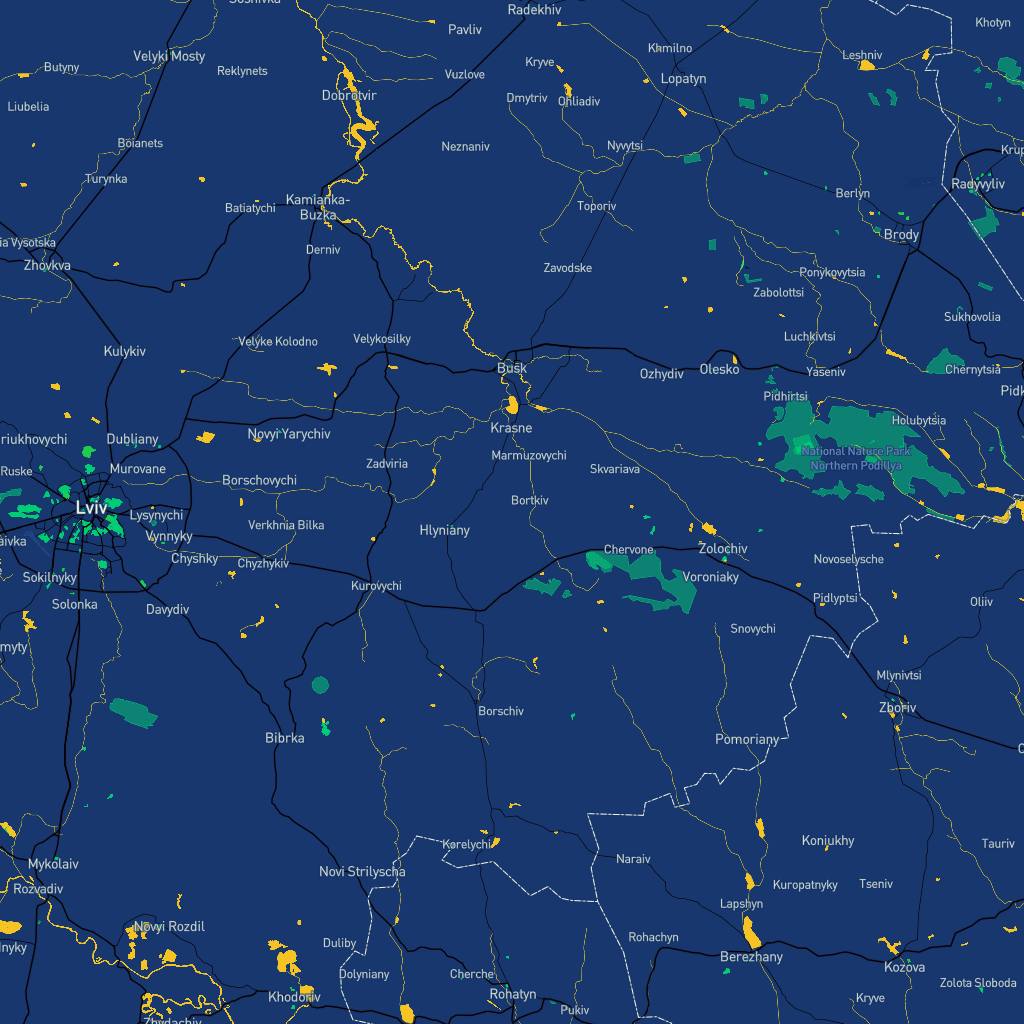 Radekhiv
Khotyn
Pavliv
Khmilno
Leshniv
Velyki Mosty
Kryve
Butyny
Reklynets
Vuzlove
Lopatyn
Dobrotvir
Dmytriv
Ohliadiv
Liubelia
Boianets
Neznaniv
Nyvytsi
Krup
Turynka
Radyvyliv
Berlyn
Kamianka-
Buzka
Batiatychi
Toporiv
Brody
ia Vysotska
Derniv
Zhovkva
Zavodske
Ponykovytsia
Zabolottsi
Sukhovolia
Velyke Kolodno
Velykosilky
Luchkivtsi
Kulykiv
Busk
Ozhydiv
Olesko
Yaseniv
Chernytsia
Pidhirtsi
Pidk
Holubytsia
Krasne
riukhovychi
Dubliany
Novyi Yarychiv
National Nature Park
Northern Podillya
Marmuzovychi
Zadviria
Skvariava
Ruske
Murovane
Borschovychi
Bortkiv
Lviv
Lysynychi
Verkhnia Bilka
Hlyniany
Vynnyky
aivka
Chervone
Zolochiv
Chyshky
Chyzhykiv
Novoselysche
Sokilnyky
Kurovychi
Voroniaky
Solonka
Davydiv
Pidlyptsi
Oliiv
Snovychi
myty
Mlynivtsi
Borschiv
Zboriv
Bibrka
Pomoriany
Korelychi
Koniukhy
Tauriv
Mykolaiv
Naraiv
Novi Strilyscha
Rozvadiv
Kuropatnyky
Tseniv
Lapshyn
Novyi Rozdil
Duliby
Rohachyn
lnyky
Berezhany
Dolyniany
Cherche
Kozova
Zolota Sloboda
Khodoriv
Rohatyn
Kryve
Pukiv
Zhydachiv